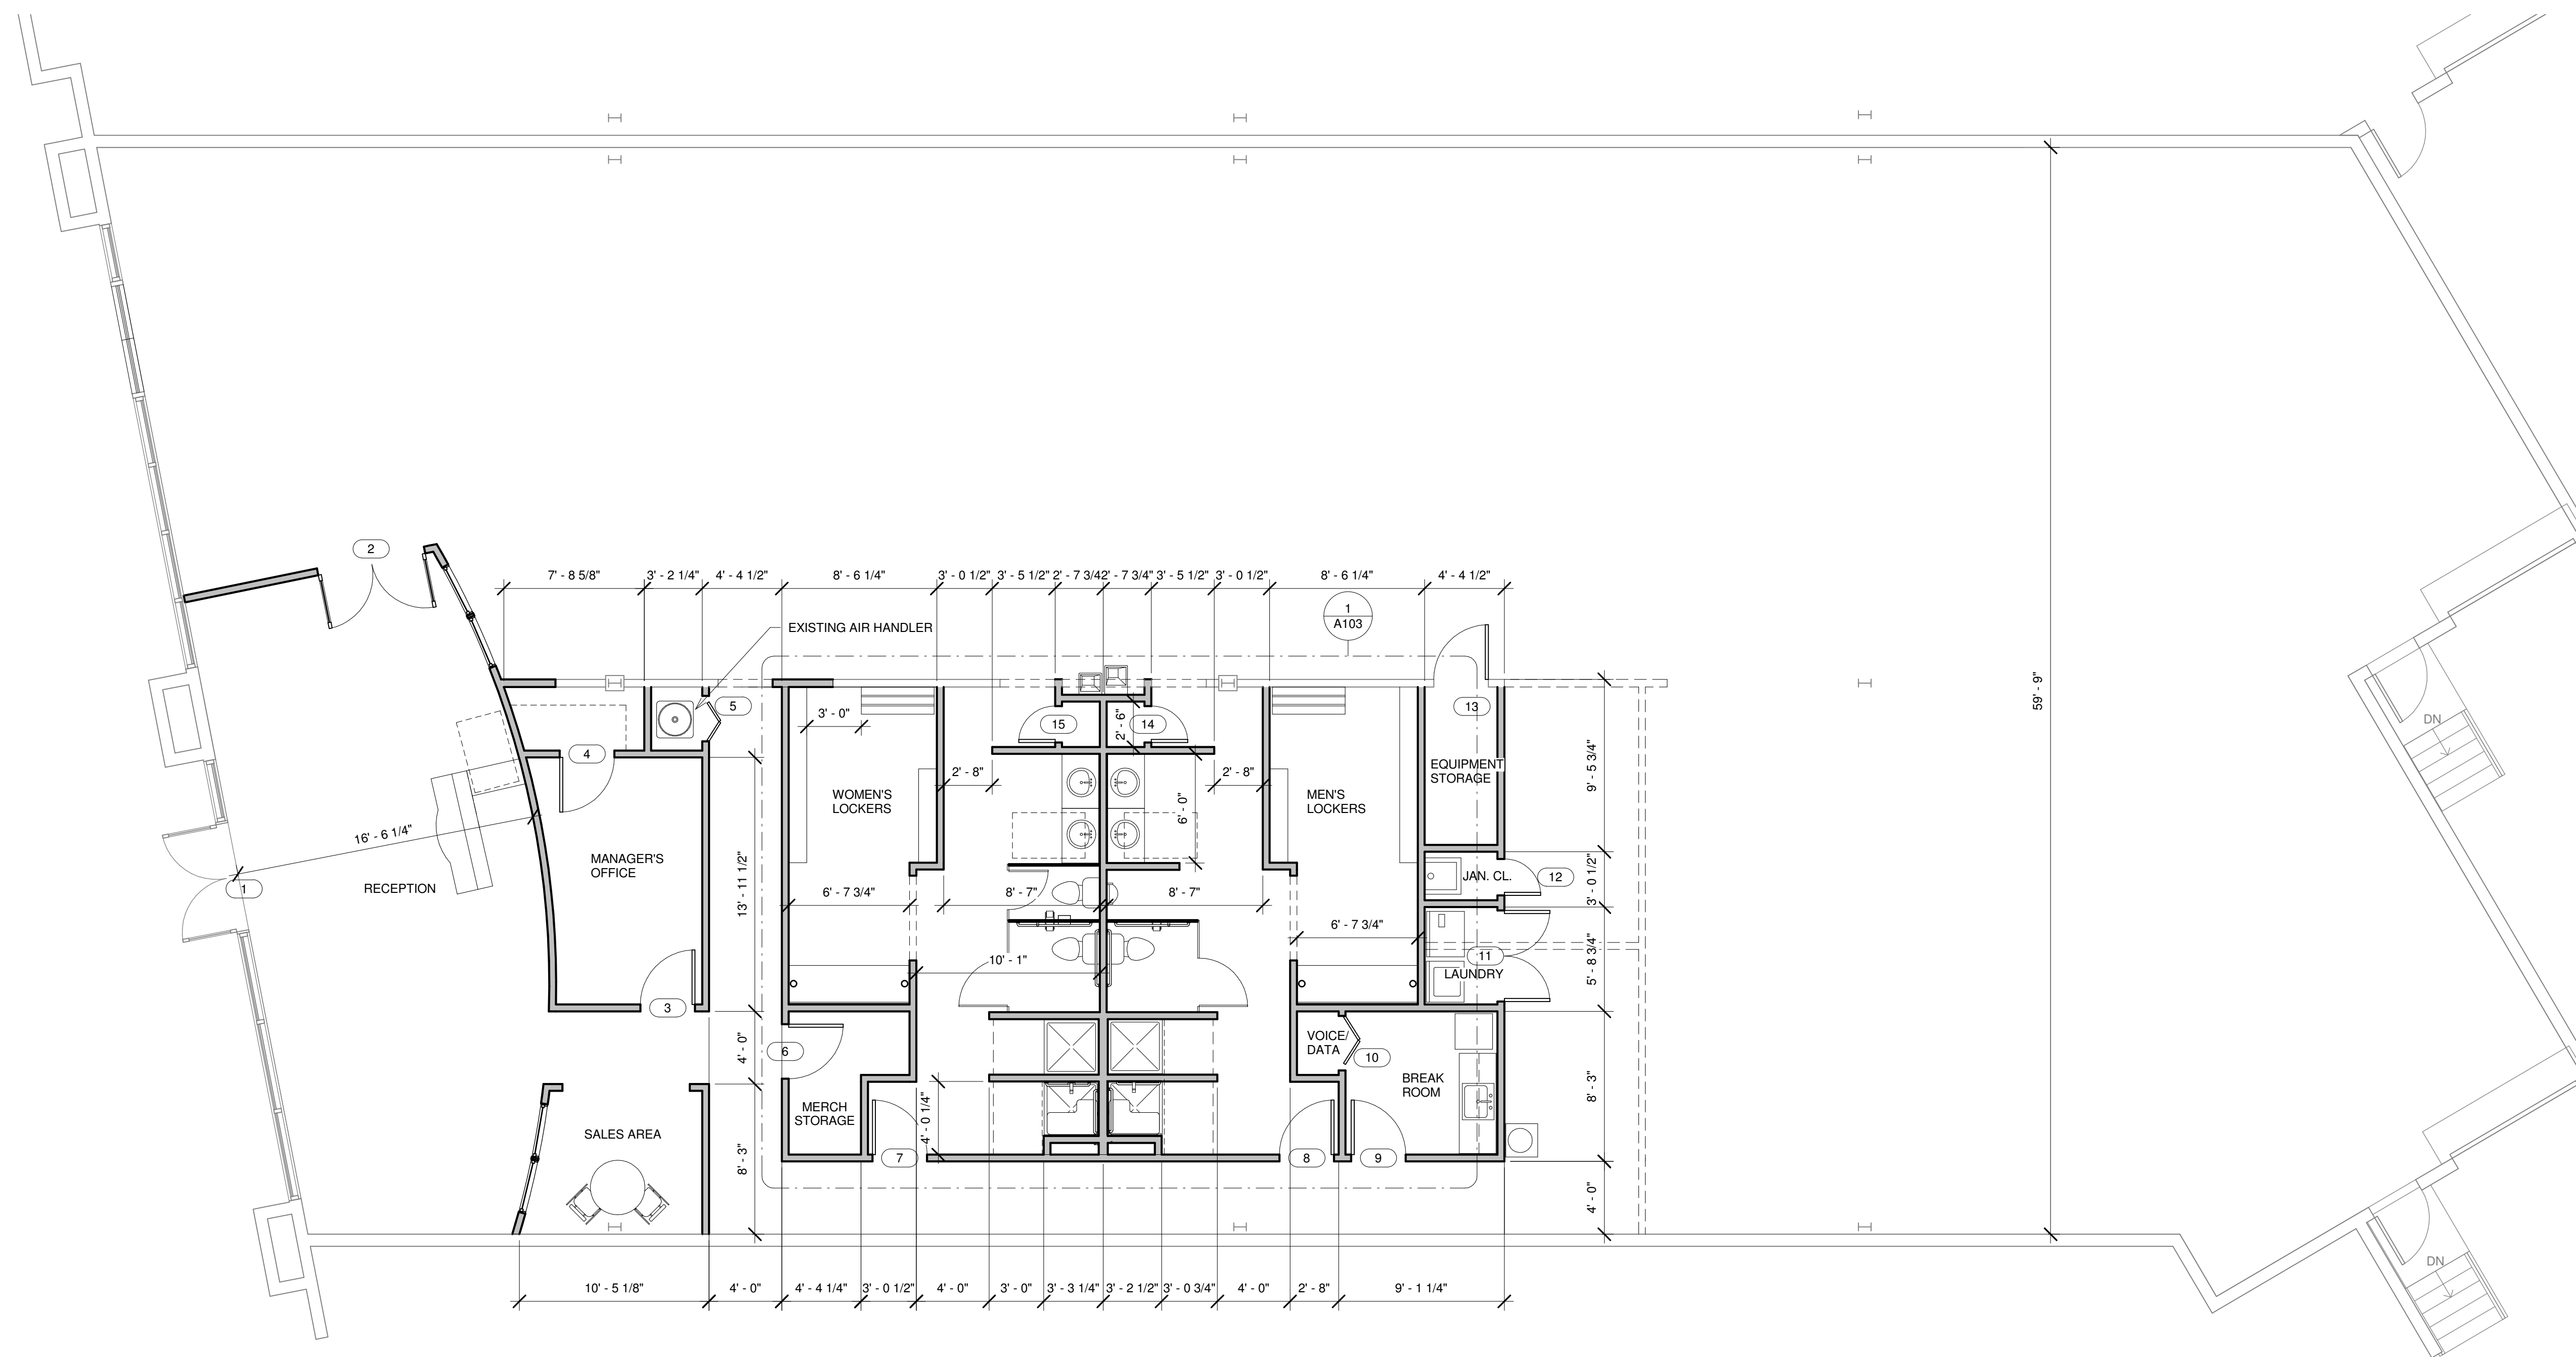 2
7' - 8 5/8" 3' - 2 1/4" 4' - 4 1/2" 8' - 6 1/4" 3' - 0 1/2" 3' - 5 1/2" 2' - 7 3/4 2' - 7 3/4" 3' - 5 1/2" 3' - 0 1/2" 8' - 6 1/4" 4' - 4 1/2"
1
A103
EXISTING AIR HANDLER
59' - 9"
5
13
3' - 0"
15
14
2' - 6"
DN
4
9' - 5 3/4"
EQUIPMENT
STORAGE
2' - 8"
2' - 8"
WOMEN'S
LOCKERS
MEN'S
LOCKERS
6' - 0"
16' - 6 1/4"
MANAGER'S
OFFICE
1
RECEPTION
13' - 11 1/2"
6' - 7 3/4"
8' - 7"
8' - 7"
JAN. CL.
12
3' - 0 1/2"
6' - 7 3/4"
11
LAUNDRY
5' - 8 3/4"
10' - 1"
3
6
4' - 0"
VOICE/
DATA
10
BREAK
ROOM
8' - 3"
MERCH
STORAGE
4' - 0 1/4"
SALES AREA
8' - 3"
7
8
9
4' - 0"
DN
10' - 5 1/8" 4' - 0" 4' - 4 1/4" 3' - 0 1/2" 4' - 0" 3' - 0" 3' - 3 1/4" 3' - 2 1/2" 3' - 0 3/4" 4' - 0" 2' - 8" 9' - 1 1/4"